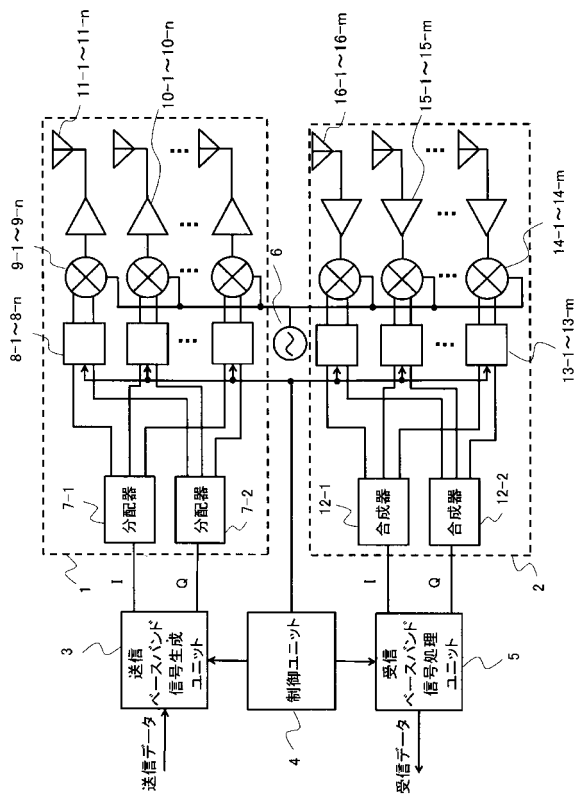 11-1~11-n
10-1~10-n
9-1~9-n
8-1~8-n
6
分配器
7-1
分配器
7-2
1
I
Q
3
送信
ベースバンド
信号生成
ユニット
送信データ
制御ユニット
4
16-1~16-m
15-1~15-m
14-1~14-m
13-1~13-m
12-1
合成器
12-2
合成器
2
I
Q
受信
ベースバンド
信号処理
ユニット
5
受信データ